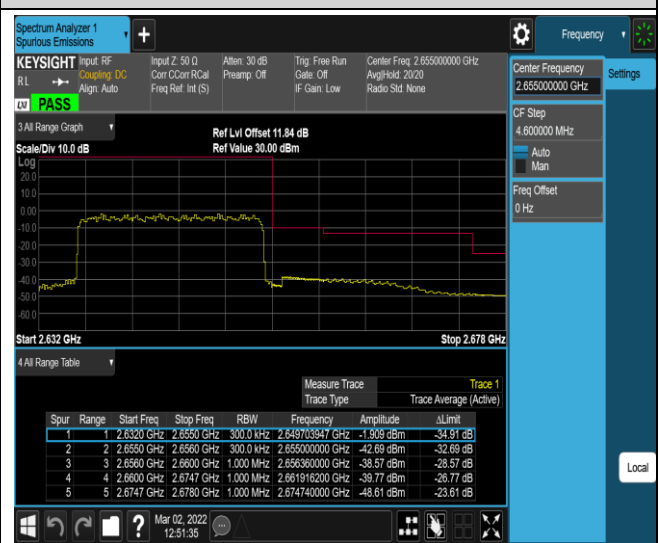 Spectrum Analyzer 1
Spurious Emissions
+
Frequency
KEYSIGHT Input: RF Input Z: 50 Ω Atten: 30 dB Trig: Free Run Center Freq: 2.655000000 GHz
RL Coupling: DC Corr CCorr RCal Preamp: Off Gate: Off Avg|Hold: 20/20
Align: Auto Freq Ref: Int (S) IF Gain: Low Radio Std: None
LXI PASS
Center Frequency
2.655000000 GHz
Settings
CF Step
4.600000 MHz
Auto
Man
Freq Offset
0 Hz
3 All Range Graph
Ref Lvl Offset 11.84 dB
Scale/Div 10.0 dB Ref Value 30.00 dBm
Log
20.0
10.0
0.00
-10.0
-20.0
-30.0
-40.0
-50.0
-60.0
Start 2.632 GHz Stop 2.678 GHz
4 All Range Table
Measure Trace Trace 1
Trace Type Trace Average (Active)
Spur Range Start Freq Stop Freq RBW Frequency Amplitude ΔLimit
1 1 2.6320 GHz 2.6550 GHz 300.0 kHz 2.649703947 GHz -1.909 dBm -34.91 dB
2 2 2.6550 GHz 2.6560 GHz 300.0 kHz 2.655000000 GHz -42.69 dBm -32.69 dB
3 3 2.6560 GHz 2.6600 GHz 1.000 MHz 2.656360000 GHz -38.57 dBm -28.57 dB
4 4 2.6600 GHz 2.6747 GHz 1.000 MHz 2.661916200 GHz -39.77 dBm -26.77 dB
5 5 2.6747 GHz 2.6780 GHz 1.000 MHz 2.674740000 GHz -48.61 dBm -23.61 dB
Local
? Mar 02, 2022
12:51:35